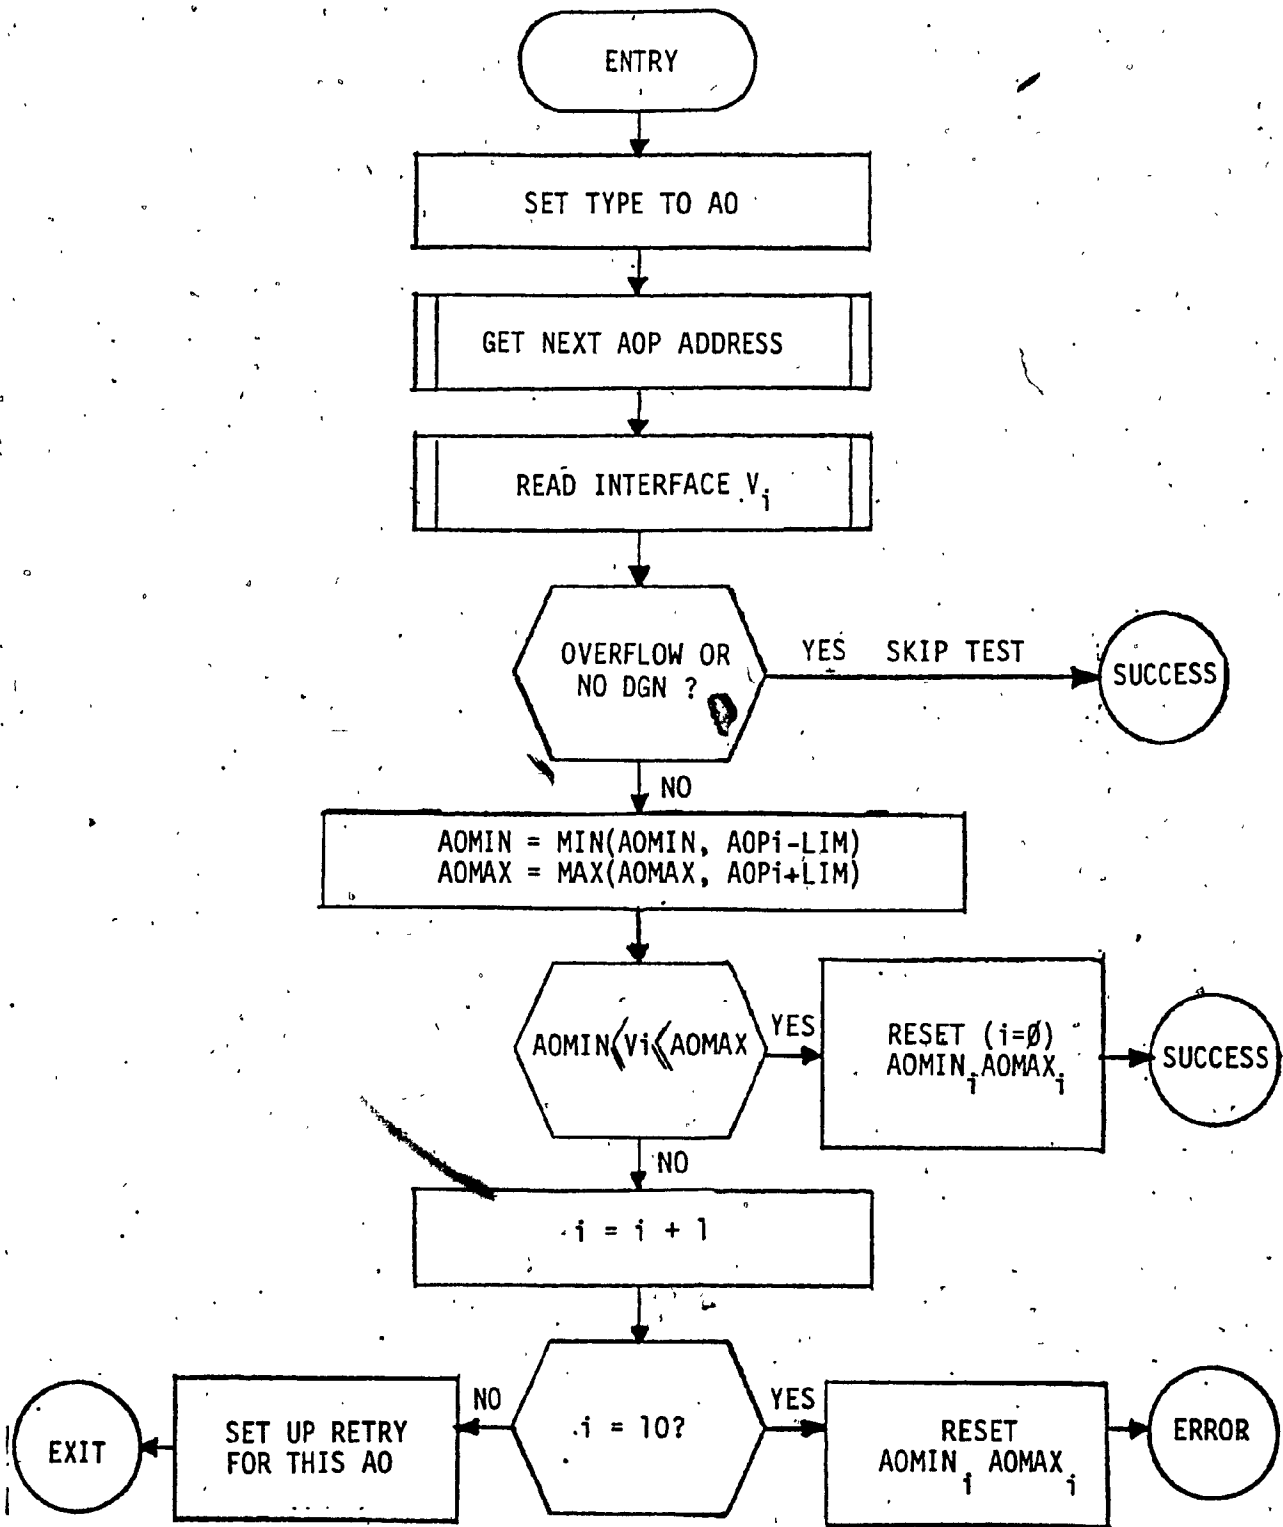 ENTRY
SET TYPE TO AO
GET NEXT AOP ADDRESS
READ INTERFACE Vi
OVERFLOW OR
NO DGN ?
YES SKIP TEST
SUCCESS
NO
AOMIN = MIN(AOMIN, AOPi-LIM)
AOMAX = MAX(AOMAX, AOPi+LIM)
AOMIN<Vi<AOMAX
YES
RESET (i=Ø)
AOMINi AOMAXi
SUCCESS
NO
i = i + 1
i = 10?
NO
SET UP RETRY
FOR THIS AO
EXIT
YES
RESET
AOMINi AOMAXi
ERROR